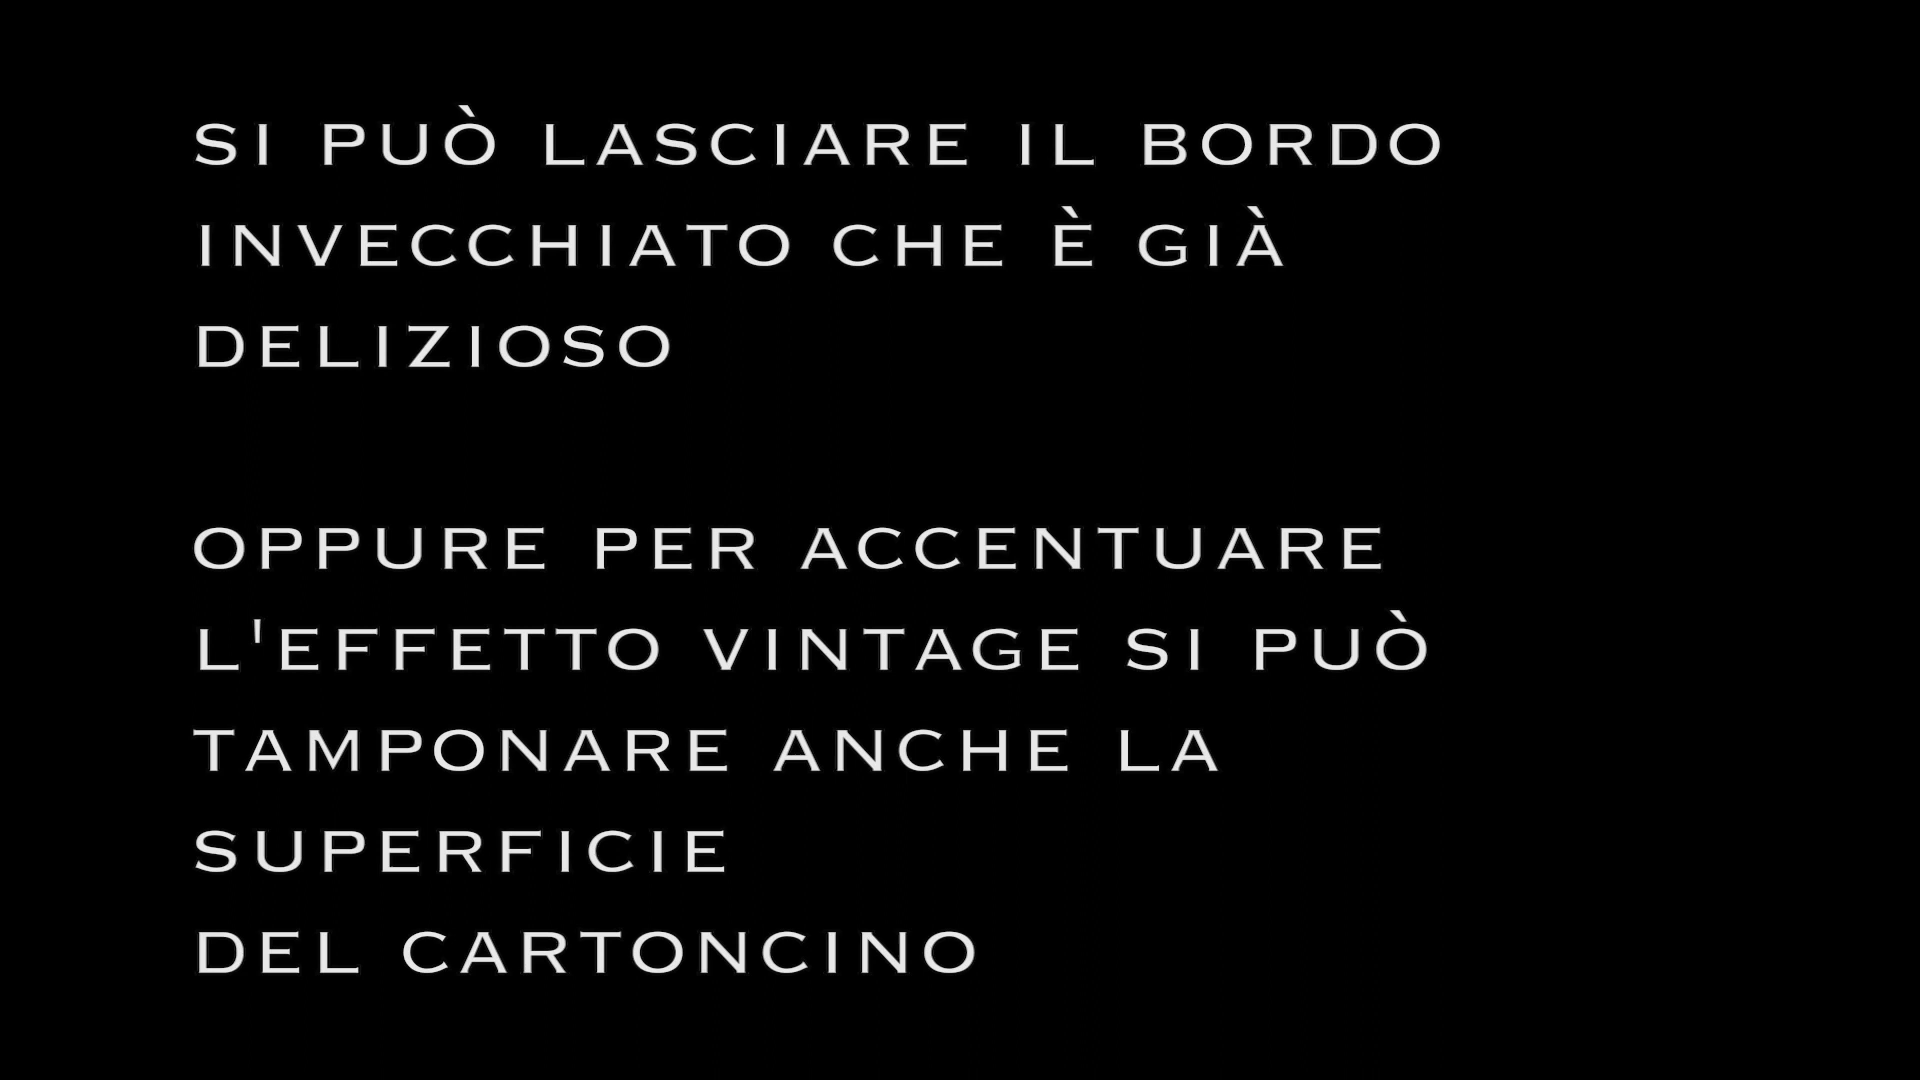 SI PUÒ LASCIARE IL BORDO
INVECCHIATO CHE È GIÀ
DELIZIOSO
OPPURE PER ACCENTUARE
L'EFFETTO VINTAGE SI PUÒ
TAMPONARE ANCHE LA
SUPERFICIE
DEL CARTONCINO